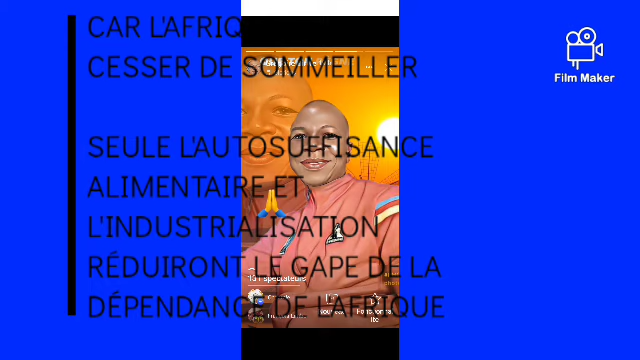 CAR L'AFRIQ
CESSER DE SOMMEILLER
SEULE L'AUTOSUFFISANCE
ALIMENTAIRE ET
L'INDUSTRIALISATION
RÉDUIRONT LE GAPE DE LA
DÉPENDANCE DE L'AFRIQUE
Film Maker
spectateurs